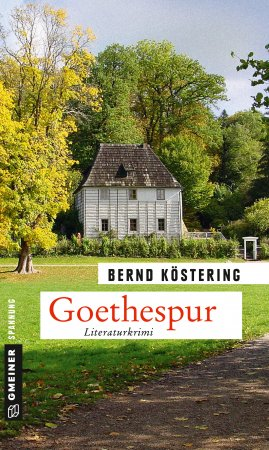 BERND KÖSTERING
Goethespur
Literaturkrimi
GMEINER SPANNUNG